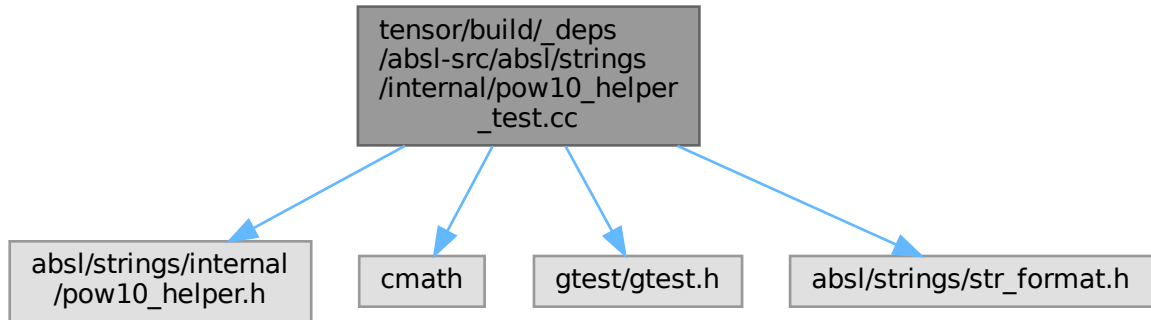 tensor/build/_deps
/absl-src/absl/strings
/internal/pow10_helper
_test.cc
absl/strings/internal
/pow10_helper.h
cmath
gtest/gtest.h
absl/strings/str_format.h